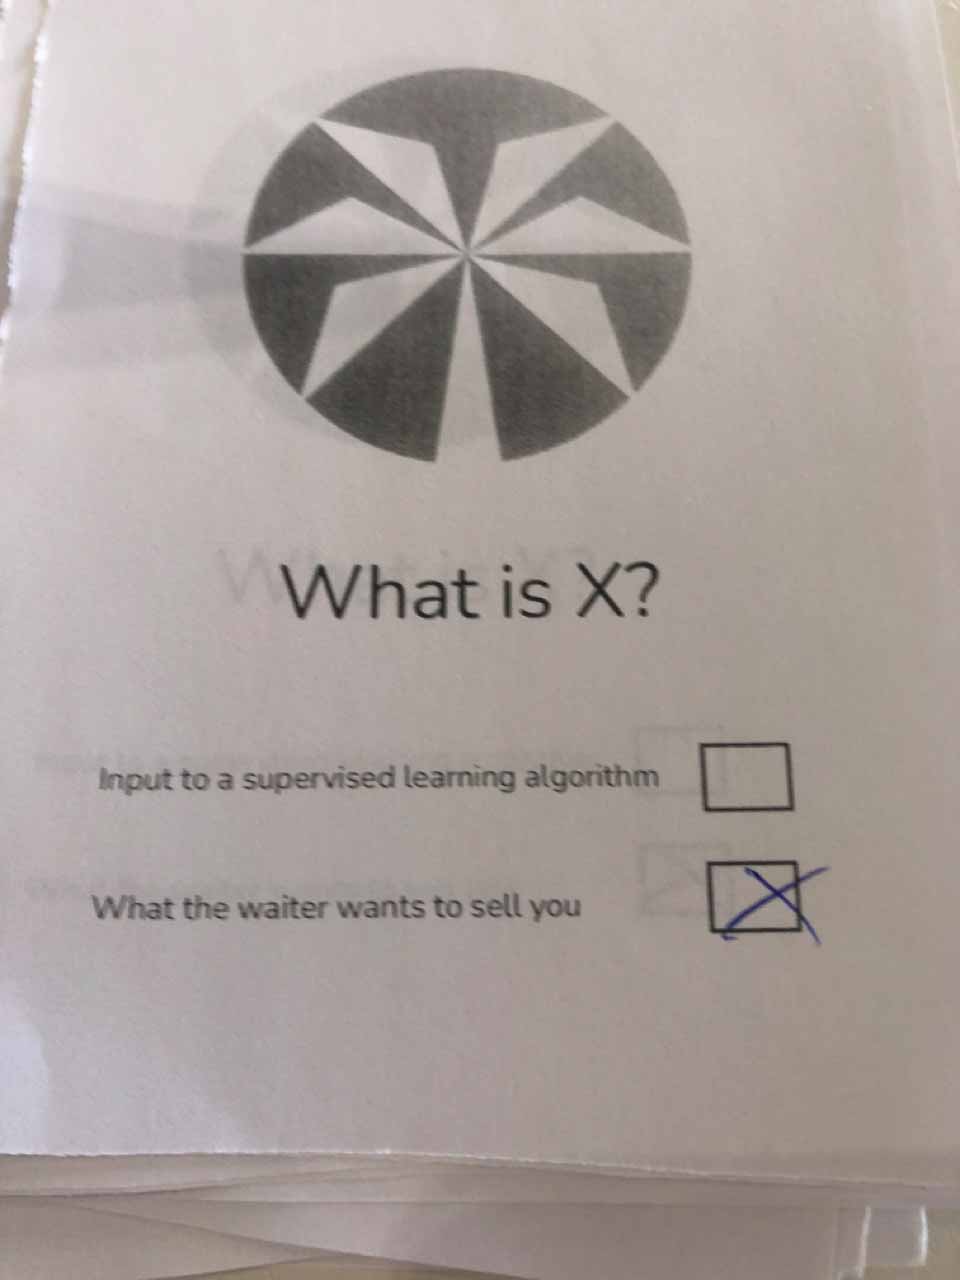 What is X?
Input to a supervised learning algorithm
What the waiter wants to sell you